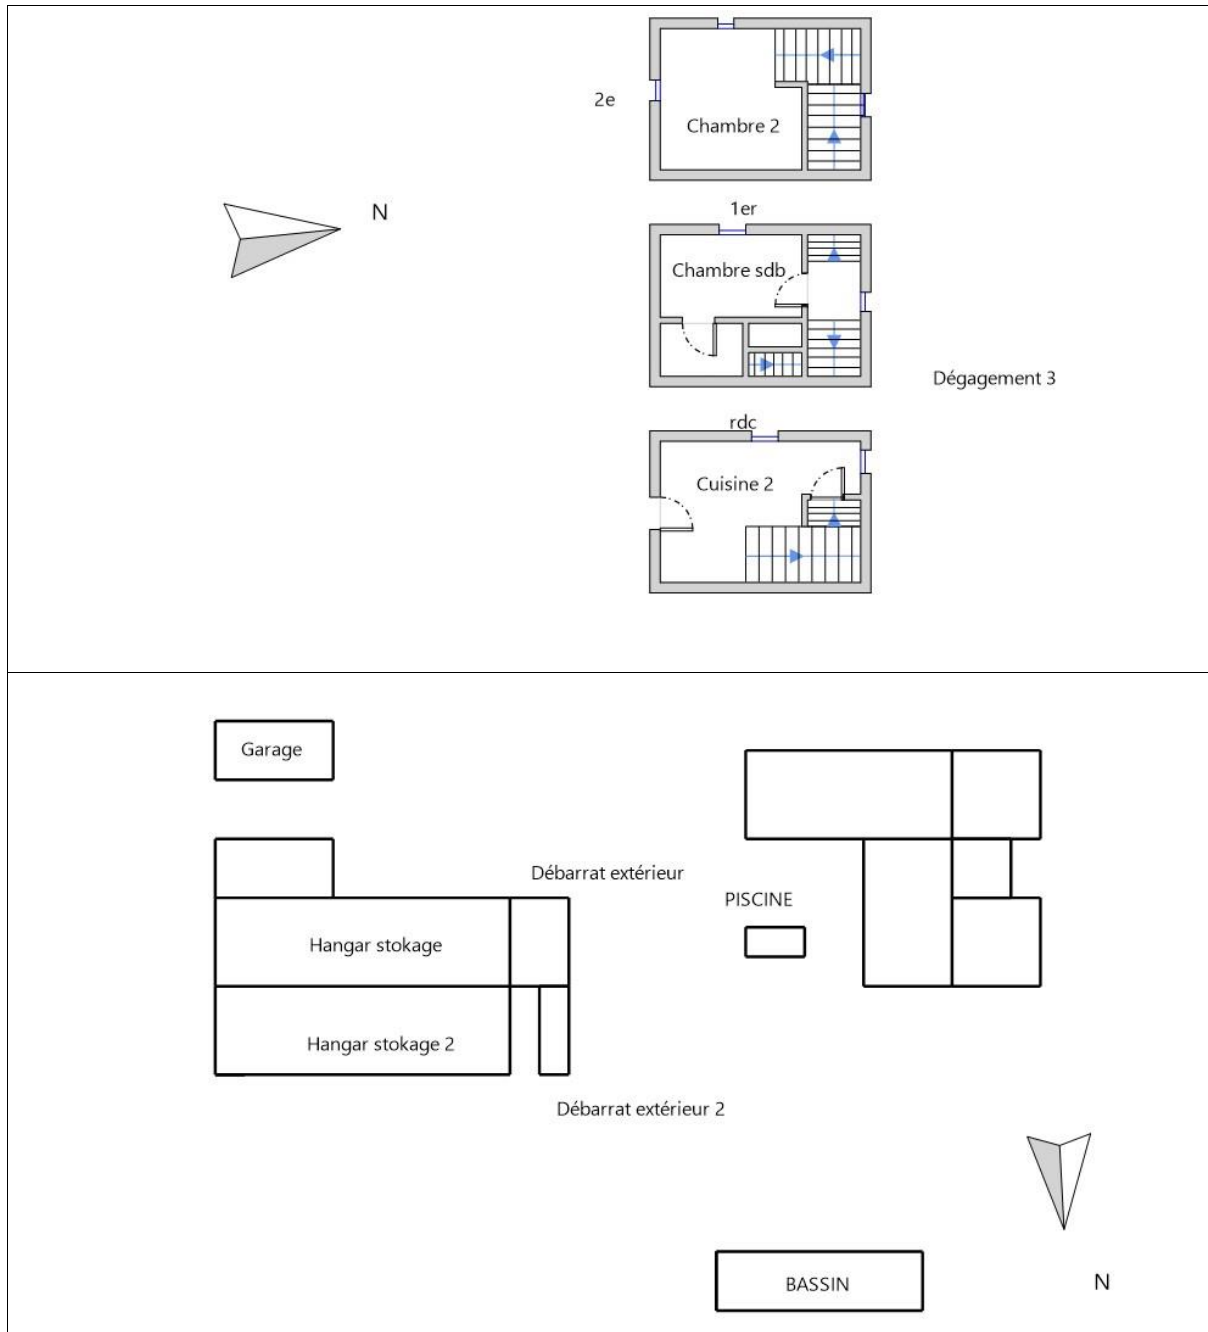 2e
Chambre 2
N
1er
Chambre sdb
Dégagement 3
rdc
Cuisine 2
Garage
Débarrat extérieur
PISCINE
Hangar stokage
Hangar stokage 2
Débarrat extérieur 2
BASSIN
N